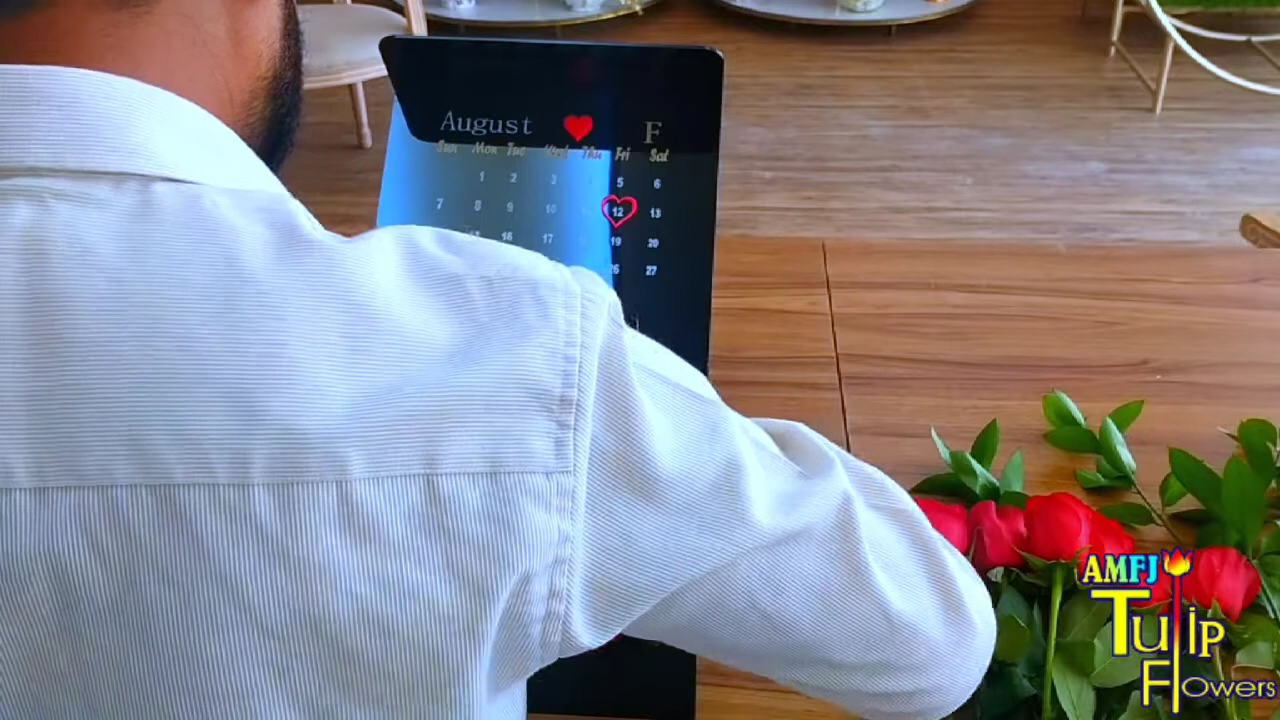 August ❤ F
Sun Mon Tue Wed Thu Fri Sat
1 2 3 5 6
7 8 9 10 12 13
16 17 19 20
27
AMFJ
Tulip
Flowers